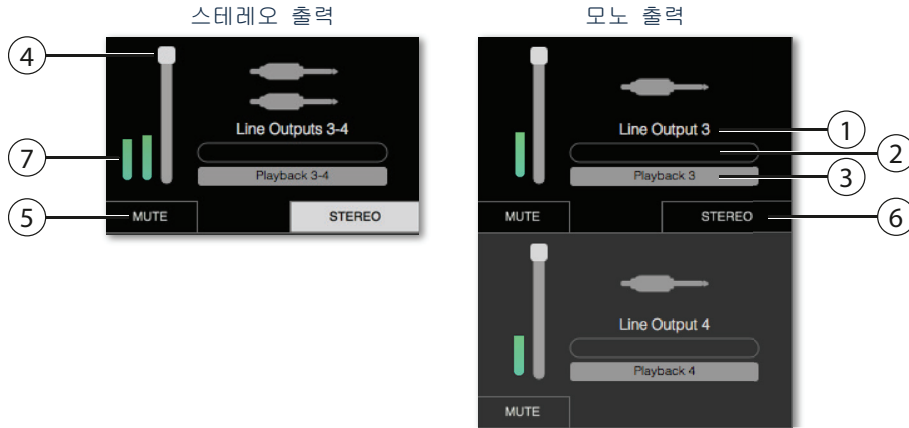 스테레오 출력
4
Line Outputs 3-4
7
Playback 3-4
5
MUTE
STEREO
모노 출력
Line Output 3
1
2
Playback 3
3
MUTE
STEREO
6
Line Output 4
Playback 4
MUTE